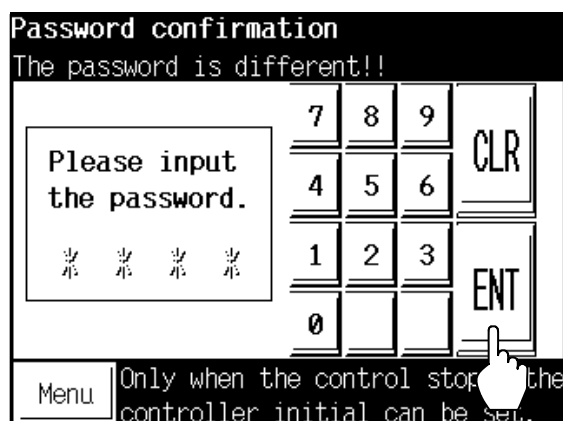 Password confirmation
The password is different!!
Please input
the password.
* * * *
7 8 9
CLR
4 5 6
1 2 3
ENT
0
Menu
Only when the control stop the
controller initial can be set.